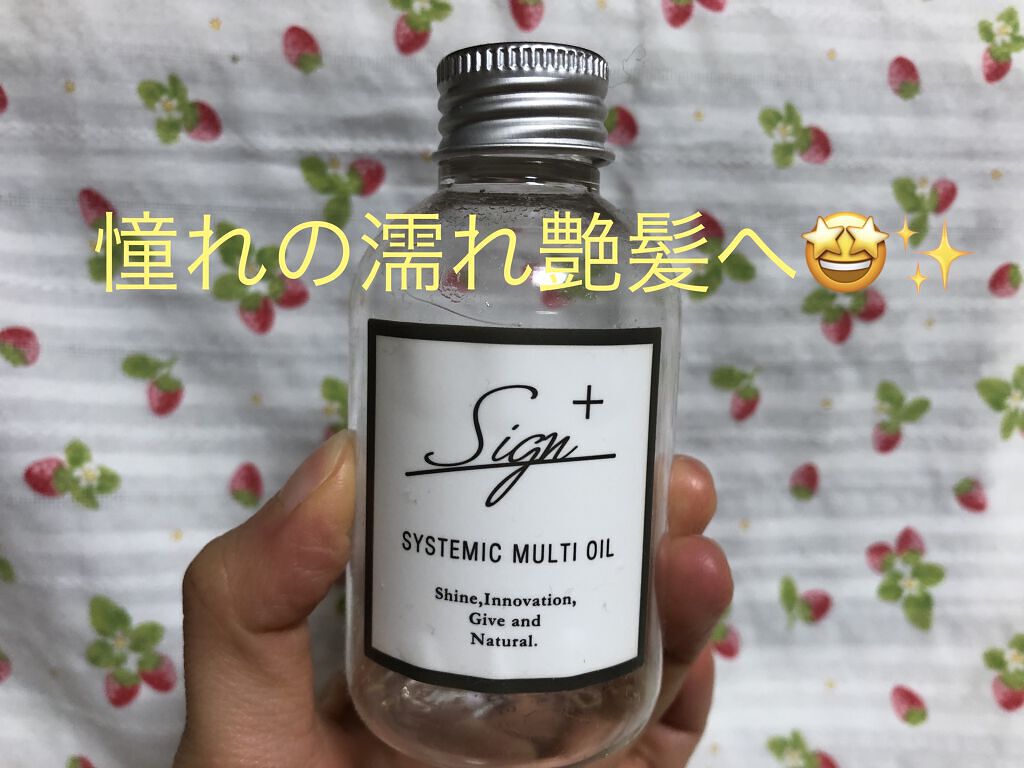 憧れの濡れ艶髪へ🤩✨
Sign+
SYSTEMIC MULTI OIL
Shine,Innovation,
Give and
Natural.